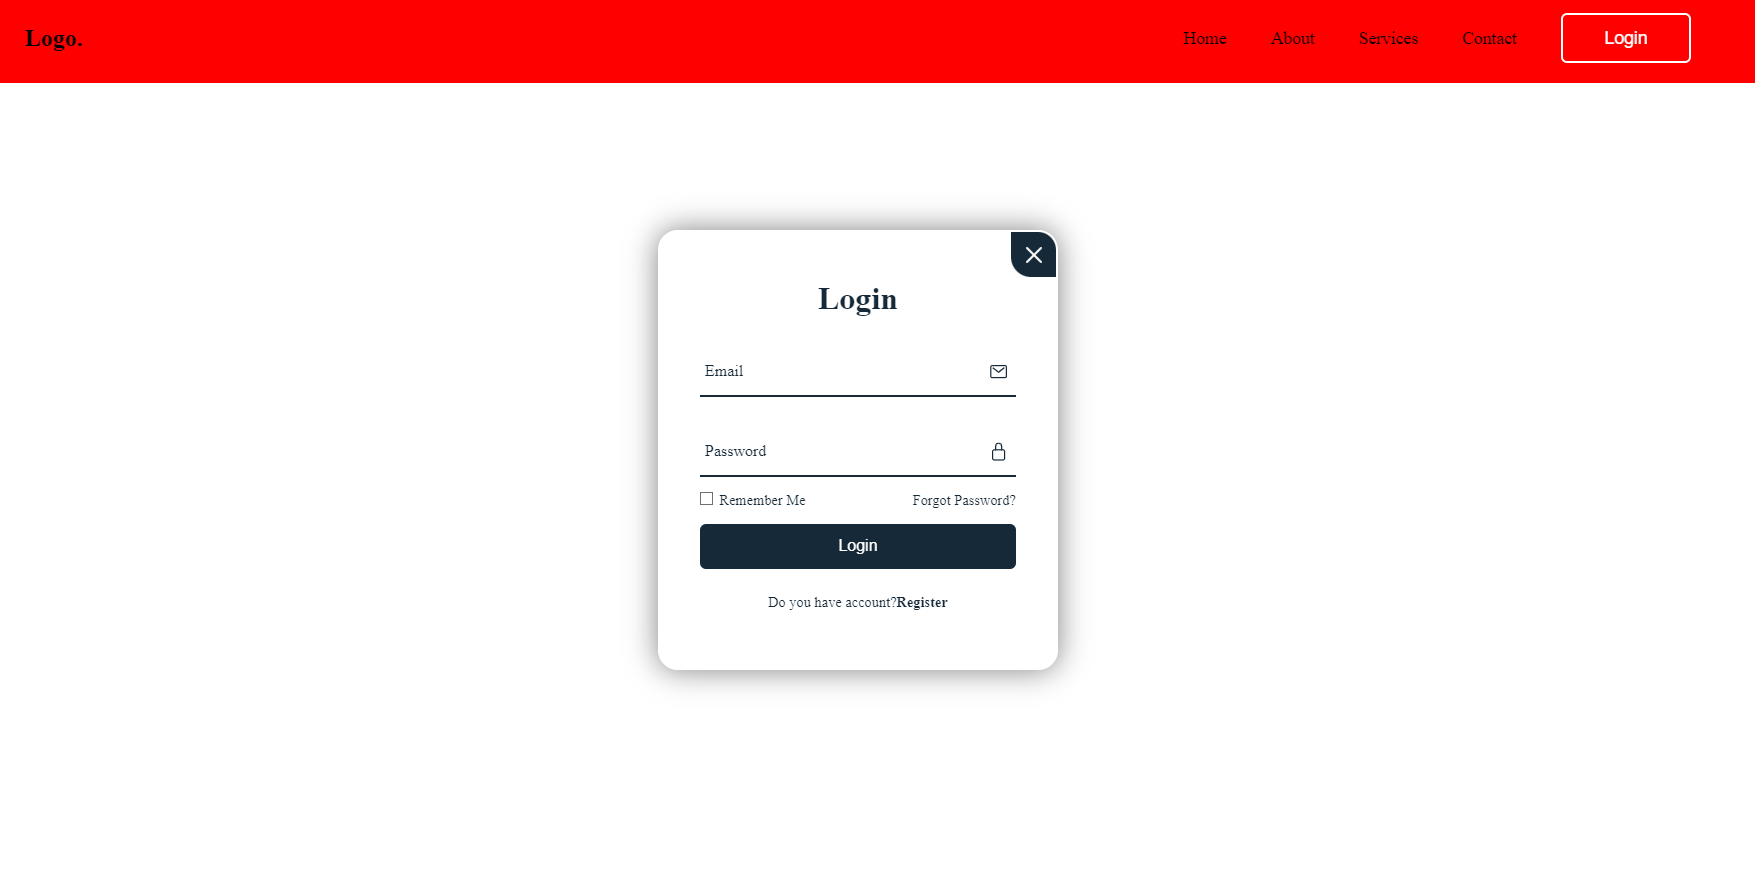 Logo.
Home About Services Contact Login
Login
Email
Password
Remember Me Forgot Password?
Login
Do you have account?Register